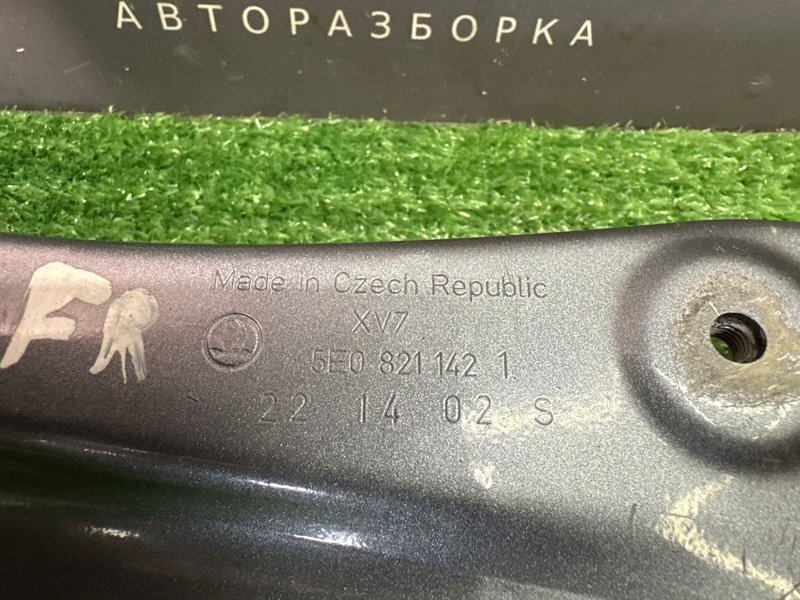 АВТОРАЗБОРКА
Made in Czech Republic
XV7
5E0 821 142 1
22 14 02 S
FR